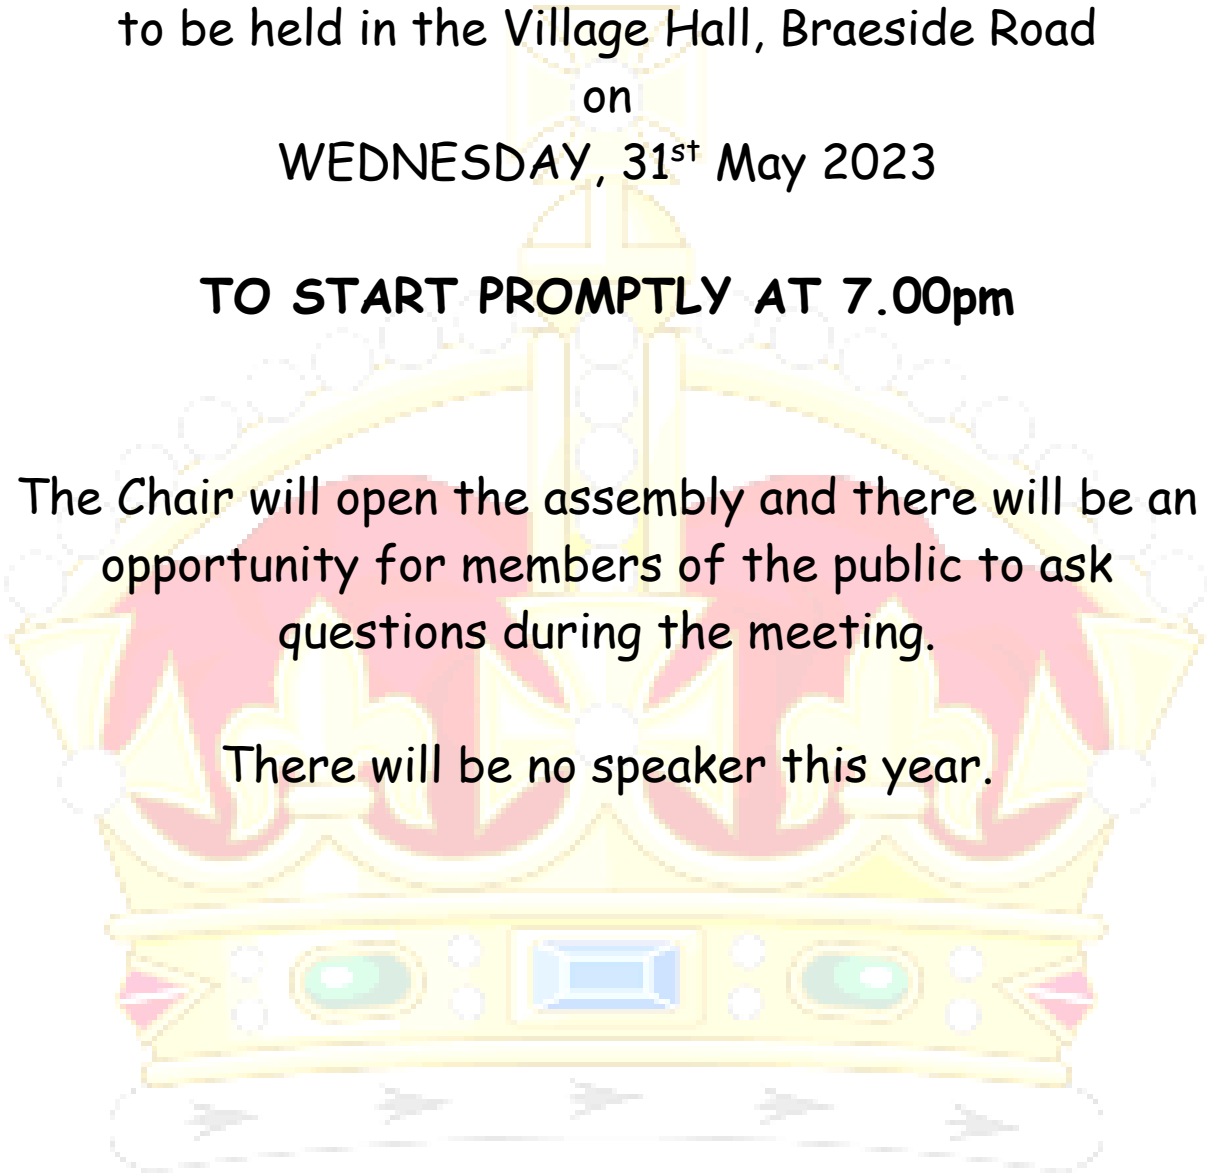 to be held in the Village Hall, Braeside Road
on
WEDNESDAY, 31st May 2023
TO START PROMPTLY AT 7.00pm
The Chair will open the assembly and there will be an
opportunity for members of the public to ask
questions during the meeting.
There will be no speaker this year.